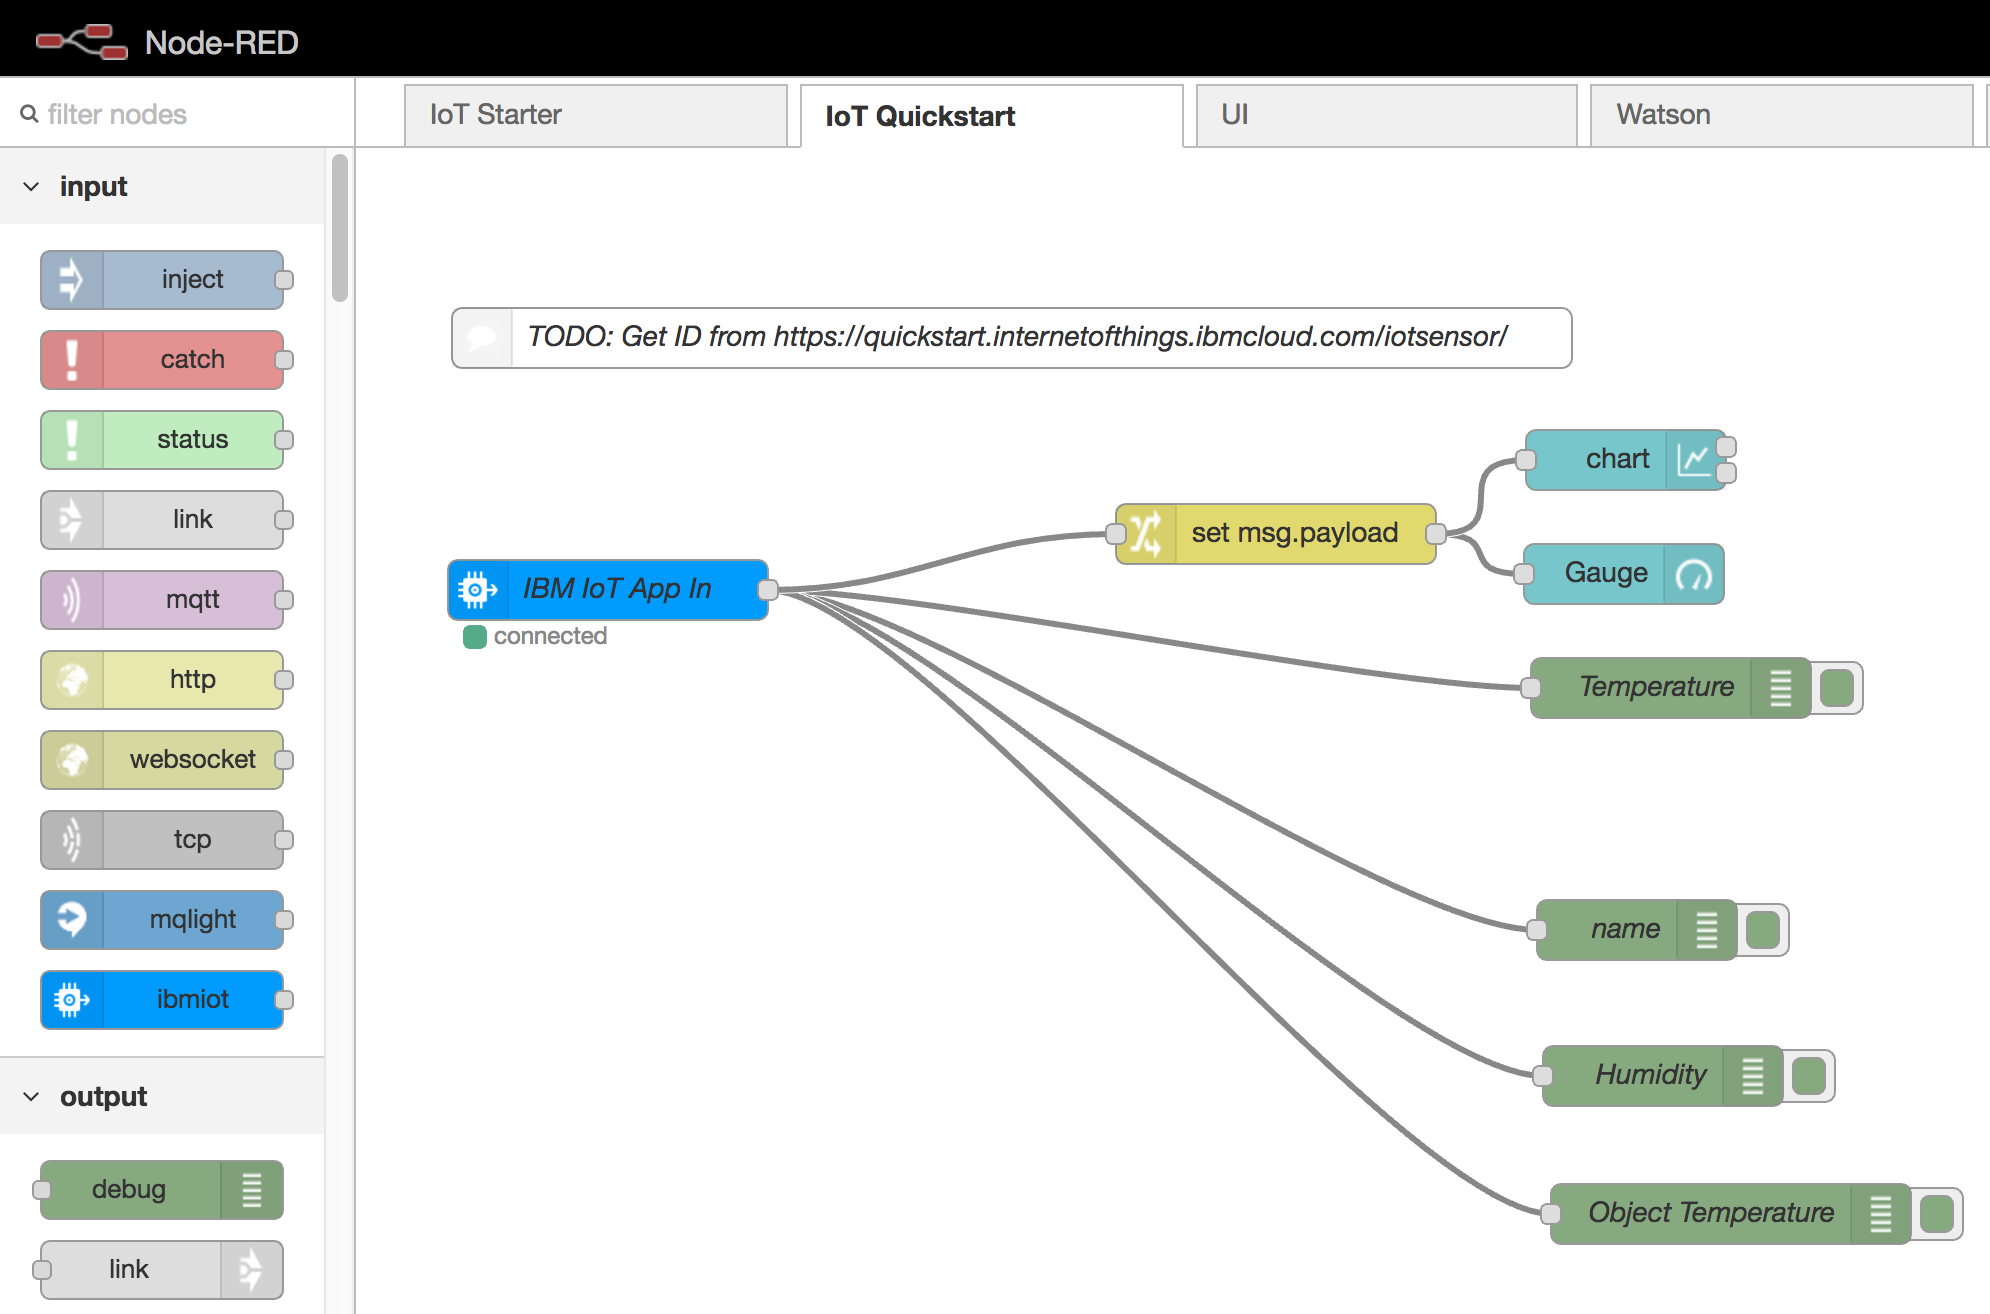 Node-RED
filter nodes
IoT Starter
IoT Quickstart
UI
Watson
input
inject
catch
status
link
mqtt
http
websocket
tcp
mqlight
ibmiot
output
debug
link
TODO: Get ID from https://quickstart.internetofthings.ibmcloud.com/iotsensor/
IBM IoT App In
connected
set msg.payload
chart
Gauge
Temperature
name
Humidity
Object Temperature